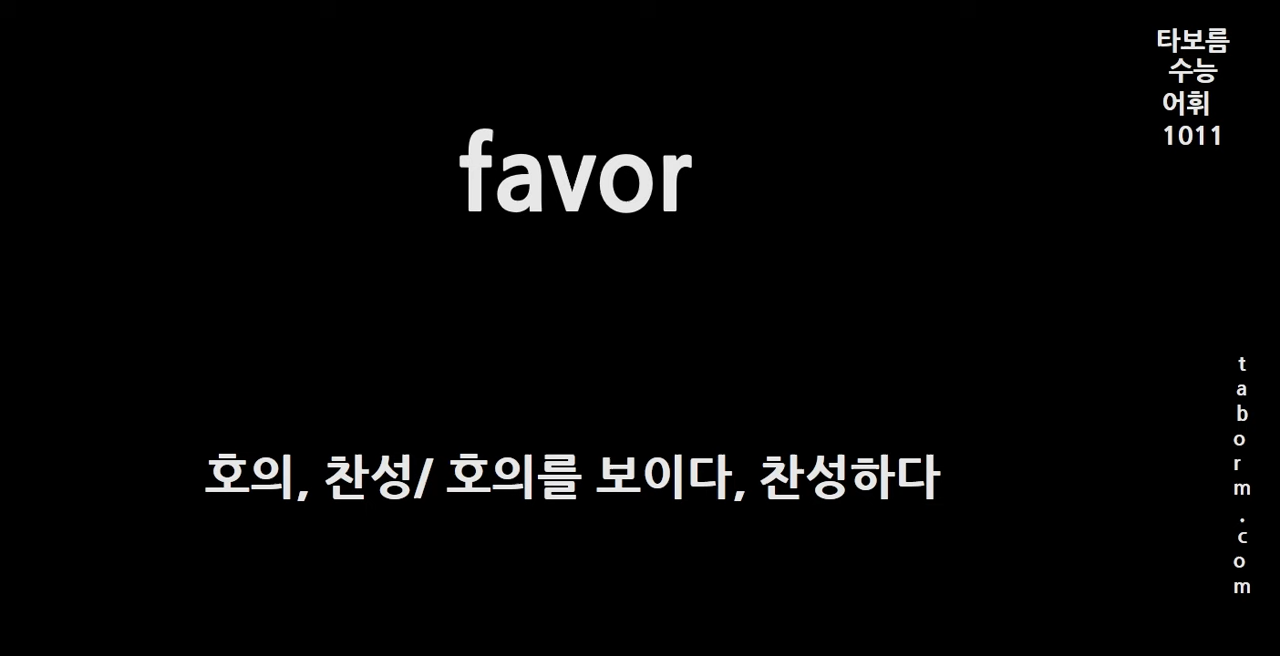 타보름
수능
어휘
1011
favor
호의, 찬성/ 호의를 보이다, 찬성하다
taborm.com